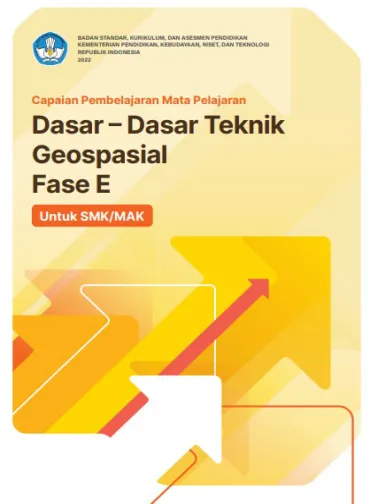 BADAN STANDAR, KURIKULUM, DAN ASESMEN PENDIDIKAN
KEMENTERIAN PENDIDIKAN, KEBUDAYAAN, RISET, DAN TEKNOLOGI
REPUBLIK INDONESIA
2022
Capaian Pembelajaran Mata Pelajaran
Dasar – Dasar Teknik
Geospasial
Fase E
Untuk SMK/MAK